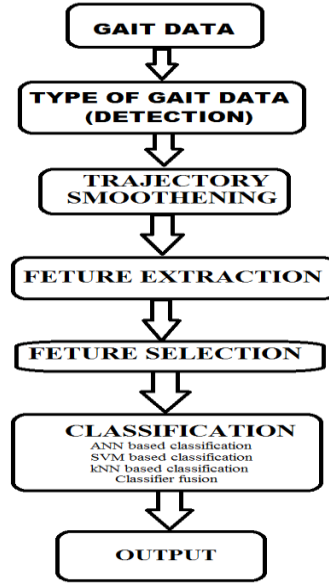 GAIT DATA
TYPE OF GAIT DATA
(DETECTION)
TRAJECTORY
SMOOTHENING
FETURE EXTRACTION
FETURE SELECTION
CLASSIFICATION
ANN based classification
SVM based classification
kNN based classification
Classifier fusion
OUTPUT